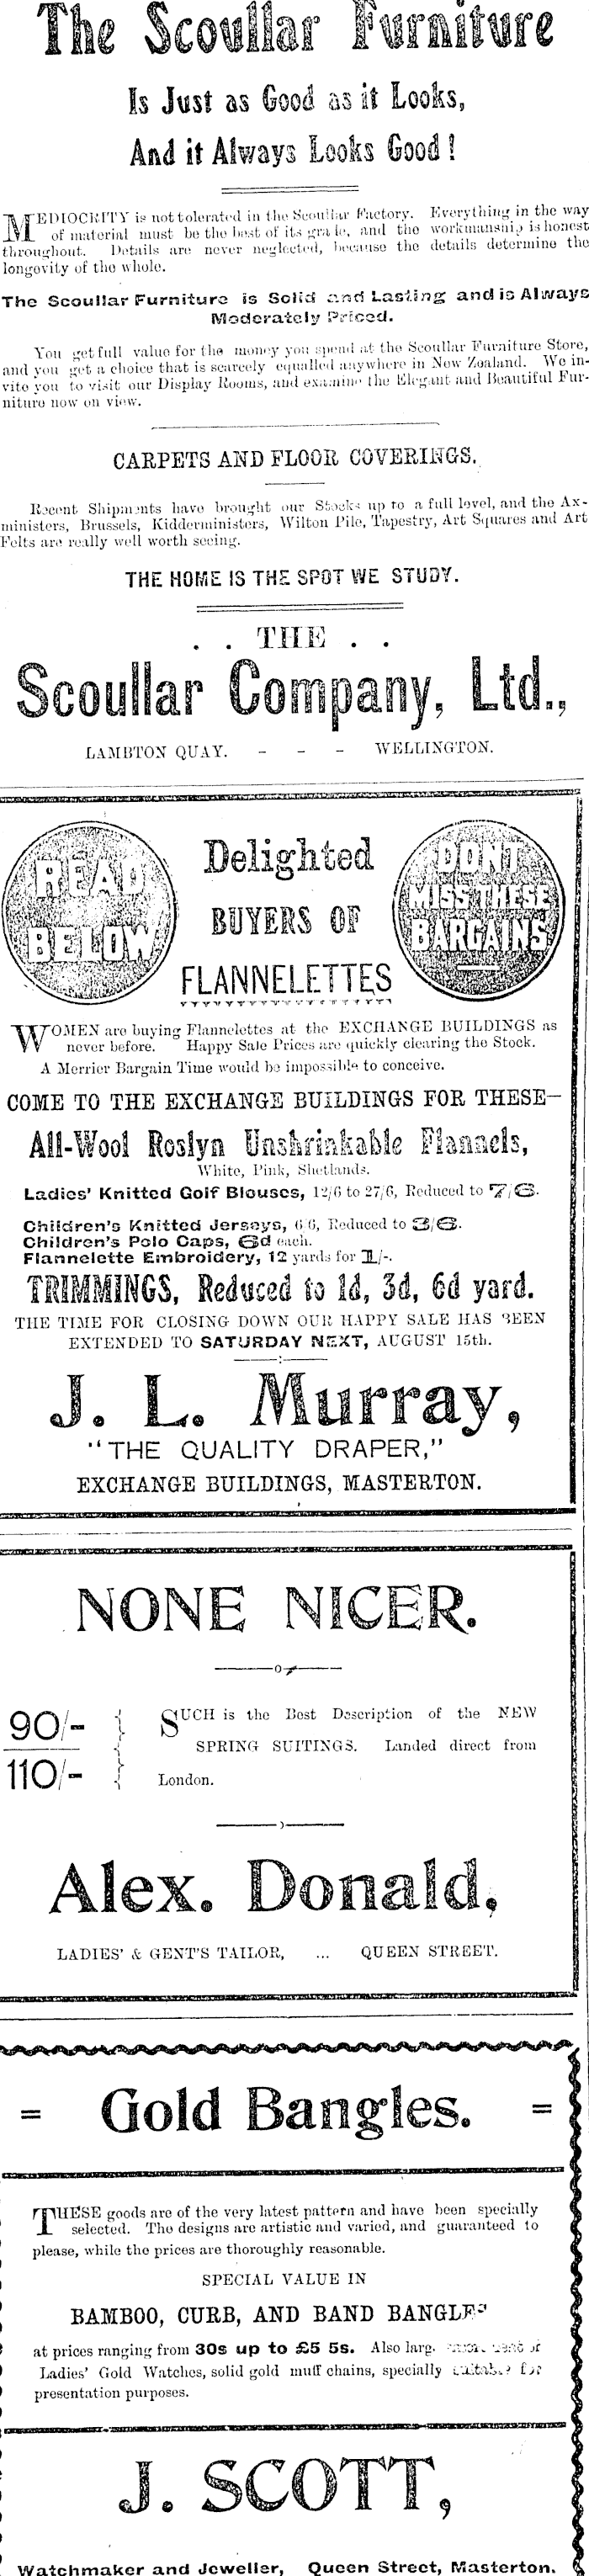 The Scoullar Furniture
Is Just as Good as it Looks,
And it Always Looks Good!
MEDIOCRITY is not tolerated in the Scoullar Factory. Everything in the way
of material must be the best of its grade, and the workmanship is honest
throughout. Details are never neglected, because the details determine the
longevity of the whole.
The Scoullar Furniture is Solid and Lasting and is Always
Moderately Priced.
You get full value for the money you spend at the Scoullar Furniture Store,
and you get a choice that is scarcely equalled anywhere in New Zealand. We in-
vite you to visit our Display Rooms, and examine the Elegant and Beautiful Fur-
niture now on view.
CARPETS AND FLOOR COVERINGS.
Recent Shipments have brought our Stocks up to a full level, and the Ax-
ministers, Brussels, Kidderministers, Wilton Pile, Tapestry, Art Squares and Art
Felts are really well worth seeing.
THE HOME IS THE SPOT WE STUDY.
. . THE . .
Scoullar Company, Ltd.,
LAMBTON QUAY. - - - WELLINGTON.
READ
BELOW
Delighted
BUYERS OF
FLANNELETTES
DON'T
MISS THESE
BARGAINS
WOMEN are buying Flannelettes at the EXCHANGE BUILDINGS as
never before. Happy Sale Prices are quickly clearing the Stock.
A Merrier Bargain Time would be impossible to conceive.
COME TO THE EXCHANGE BUILDINGS FOR THESE—
All-Wool Roslyn Unshrinkable Flannels,
White, Pink, Shetlands.
Ladies' Knitted Golf Blouses, 12/6 to 27/6, Reduced to 7/6.
Children's Knitted Jerseys, 6/6, Reduced to 3/6.
Children's Polo Caps, 6d each.
Flannelette Embroidery, 12 yards for 1/-.
TRIMMINGS, Reduced to 1d, 3d, 6d yard.
THE TIME FOR CLOSING DOWN OUR HAPPY SALE HAS BEEN
EXTENDED TO SATURDAY NEXT, AUGUST 15th.
J. L. Murray,
"THE QUALITY DRAPER,"
EXCHANGE BUILDINGS, MASTERTON.
NONE NICER.
90/-
110/-
SUCH is the Best Description of the NEW
SPRING SUITINGS. Landed direct from
London.
Alex. Donald,
LADIES' & GENT'S TAILOR, ... QUEEN STREET.
= Gold Bangles. =
THESE goods are of the very latest pattern and have been specially
selected. The designs are artistic and varied, and guaranteed to
please, while the prices are thoroughly reasonable.
SPECIAL VALUE IN
BAMBOO, CURB, AND BAND BANGLES
at prices ranging from 30s up to £5 5s. Also
Ladies' Gold Watches, solid gold muff chains, specially suitable for
presentation purposes.
J. SCOTT,
Watchmaker and Jeweller, Queen Street, Masterton.